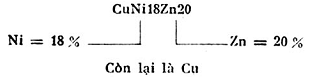 CuNi18Zn20
Ni = 18 % Zn = 20 %
Còn lại là Cu